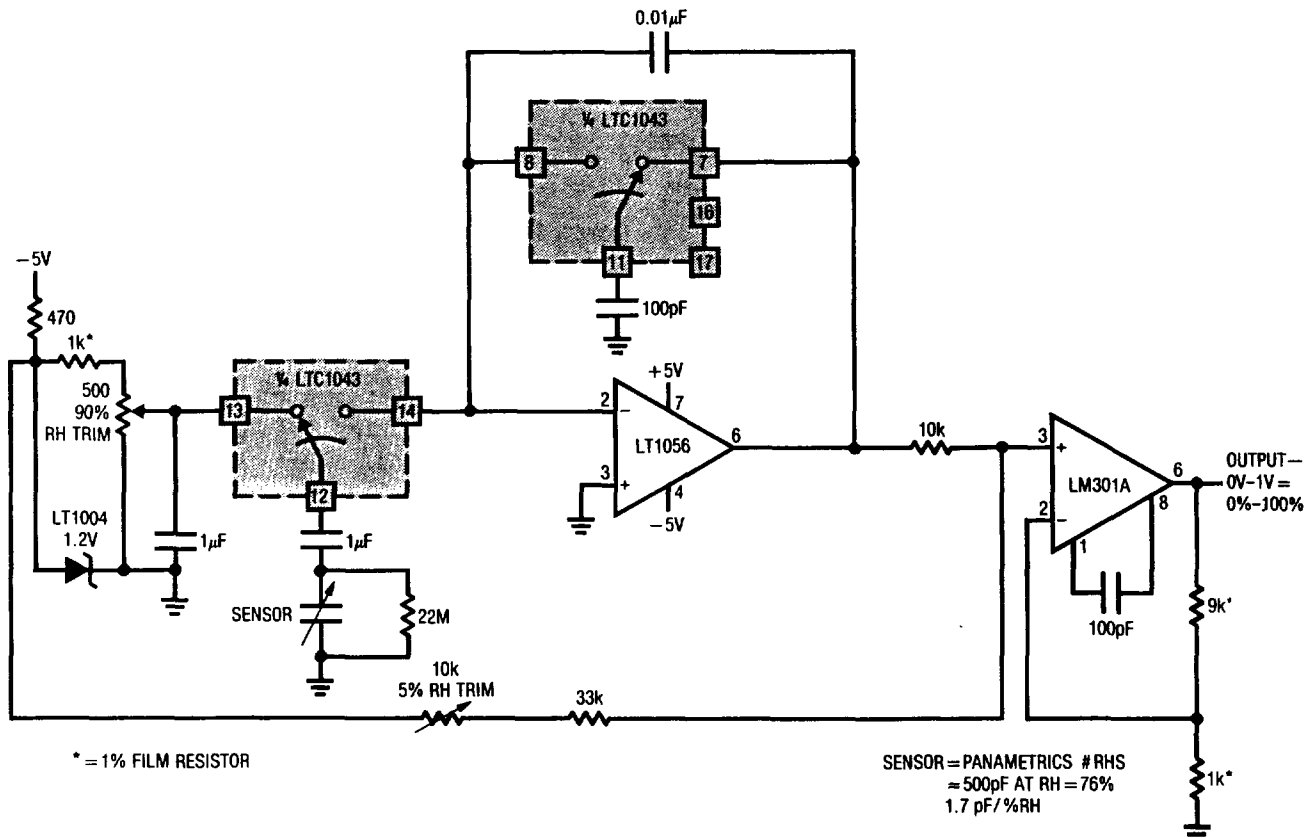 0.01µF
¼ LTC1043
8
7
16
17
11
100pF
−5V
470
1k*
500
90%
RH TRIM
¼ LTC1043
13
14
12
LT1004
1.2V
1µF
1µF
SENSOR
22M
+5V
2
−
7
LT1056
6
3
+
4
−5V
10k
3
+
LM301A
6
2
−
8
1
100pF
OUTPUT—
0V-1V =
0%-100%
9k*
1k*
10k
5% RH TRIM
33k
* = 1% FILM RESISTOR
SENSOR = PANAMETRICS #RHS
≈ 500pF AT RH = 76%
1.7 pF/%RH